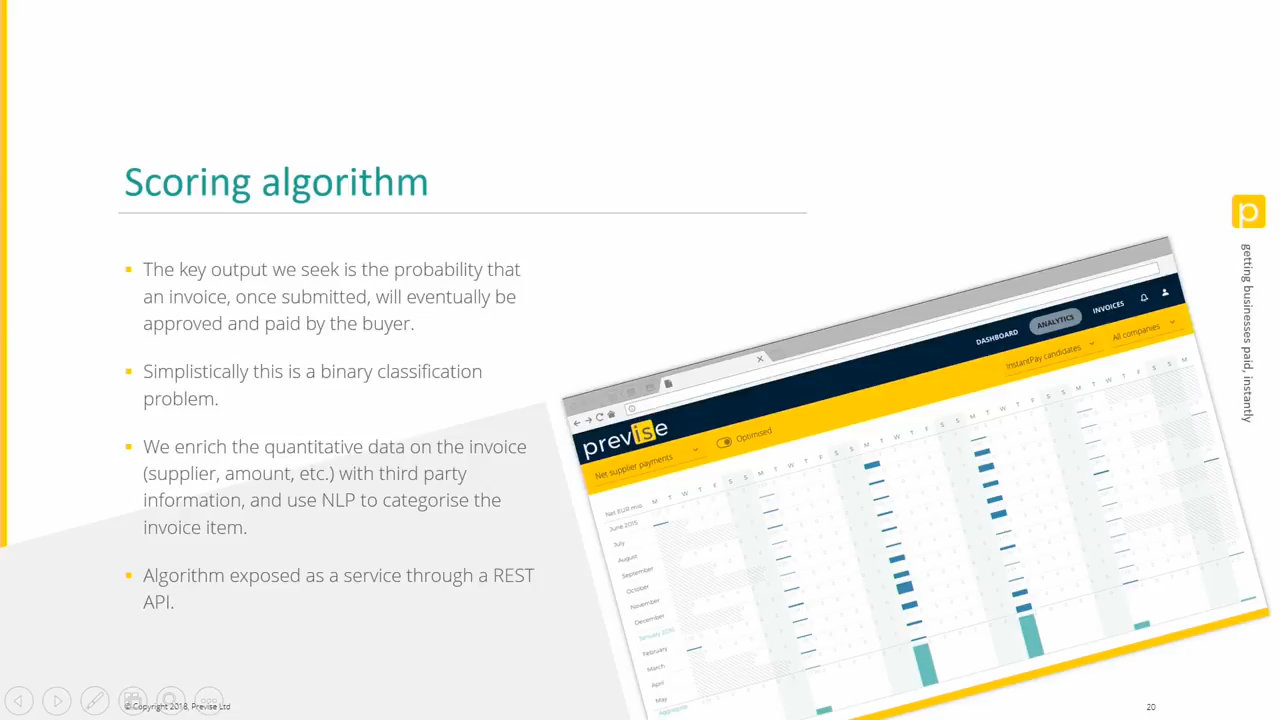 Scoring algorithm
The key output we seek is the probability that
an invoice, once submitted, will eventually be
approved and paid by the buyer.
Simplistically this is a binary classification
problem.
We enrich the quantitative data on the invoice
(supplier, amount, etc.) with third party
information, and use NLP to categorise the
invoice item.
Algorithm exposed as a service through a REST
API.
p
getting businesses paid, instantly
DASHBOARD ANALYTICS INVOICES
previse
Net supplier payments Optimised InstantPay candidates All companies
M T W T F S S M T W T F S S M T W T F S S M T W T F S S M T W T F S S M
Net EUR mio
June 2015
July
August
September
October
November
December
January 2016
February
March
April
May
Aggregate
© Copyright 2018, Previse Ltd
20